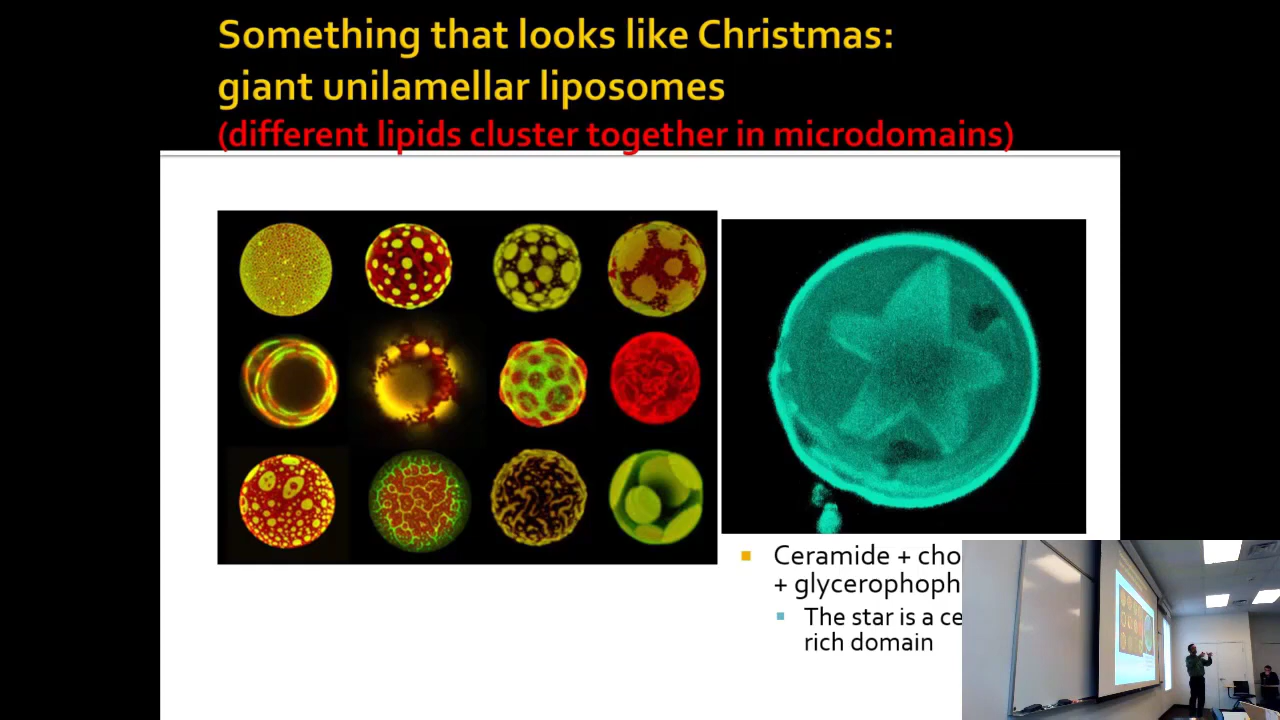 Something that looks like Christmas:
giant unilamellar liposomes
(different lipids cluster together in microdomains)
Ceramide + cho
+ glycerophoph
The star is a ce
rich domain